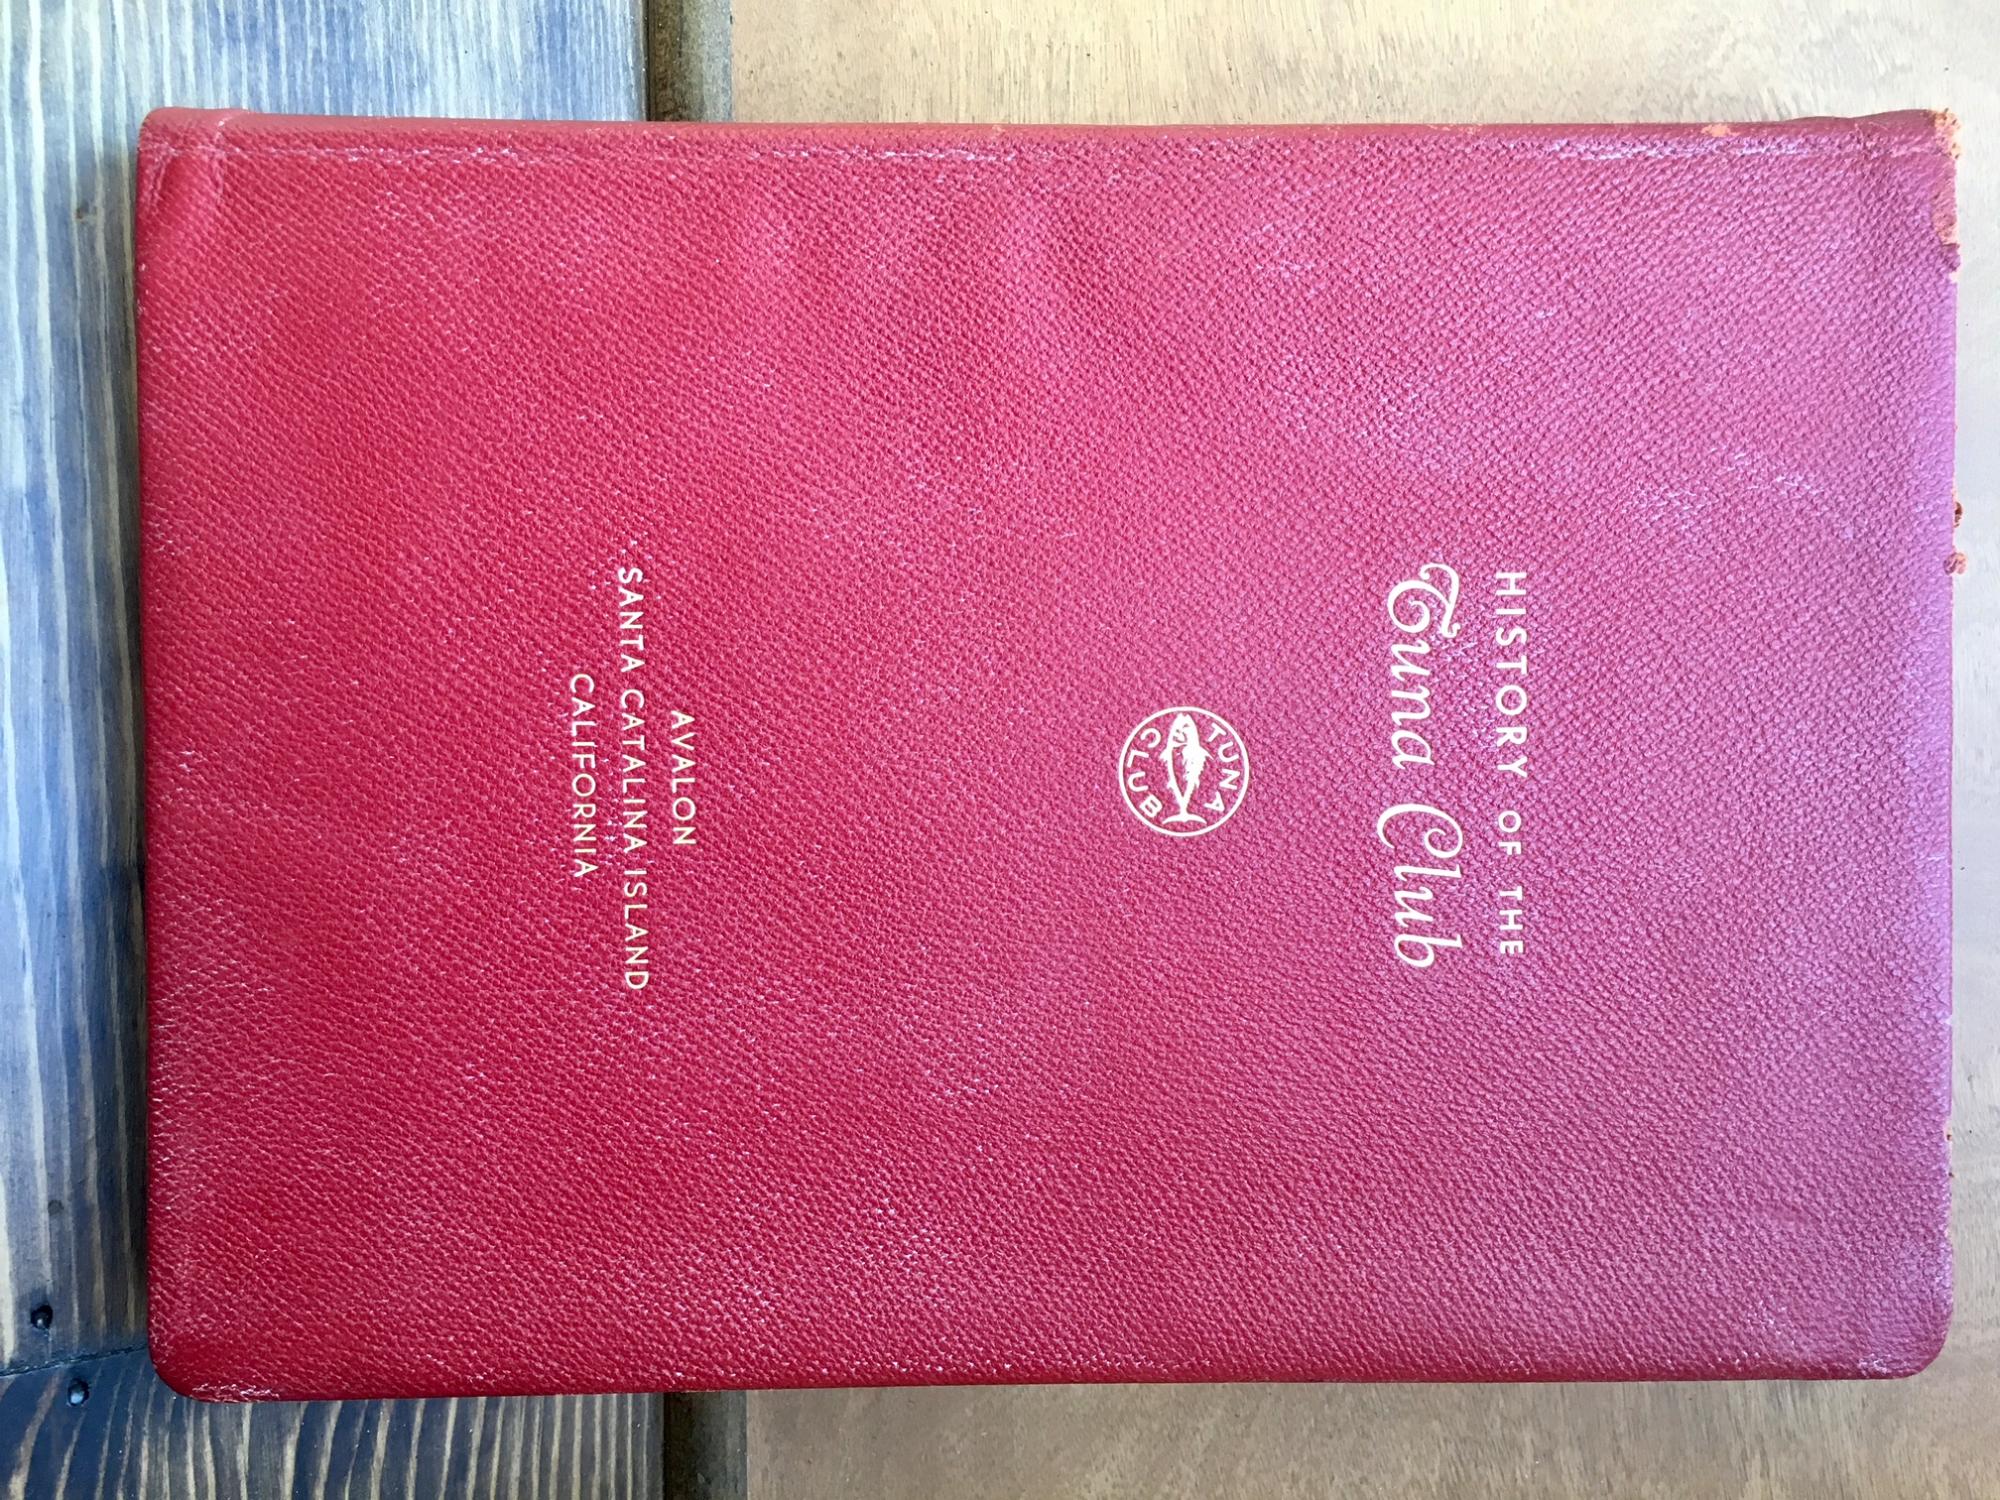 HISTORY OF THE
Tuna Club
TUNA
CLUB
AVALON
SANTA CATALINA ISLAND
CALIFORNIA